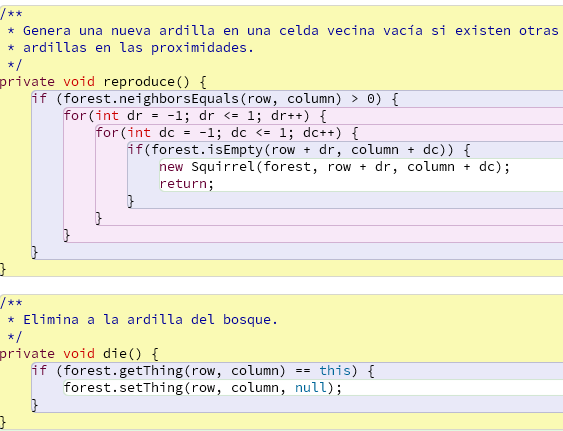 /**
 * Genera una nueva ardilla en una celda vecina vacía si existen otras
 * ardillas en las proximidades.
 */
private void reproduce() {
    if (forest.neighborsEquals(row, column) > 0) {
        for(int dr = -1; dr <= 1; dr++) {
            for(int dc = -1; dc <= 1; dc++) {
                if(forest.isEmpty(row + dr, column + dc)) {
                    new Squirrel(forest, row + dr, column + dc);
                    return;
                }
            }
        }
    }
}
/**
 * Elimina a la ardilla del bosque.
 */
private void die() {
    if (forest.getThing(row, column) == this) {
        forest.setThing(row, column, null);
    }
}